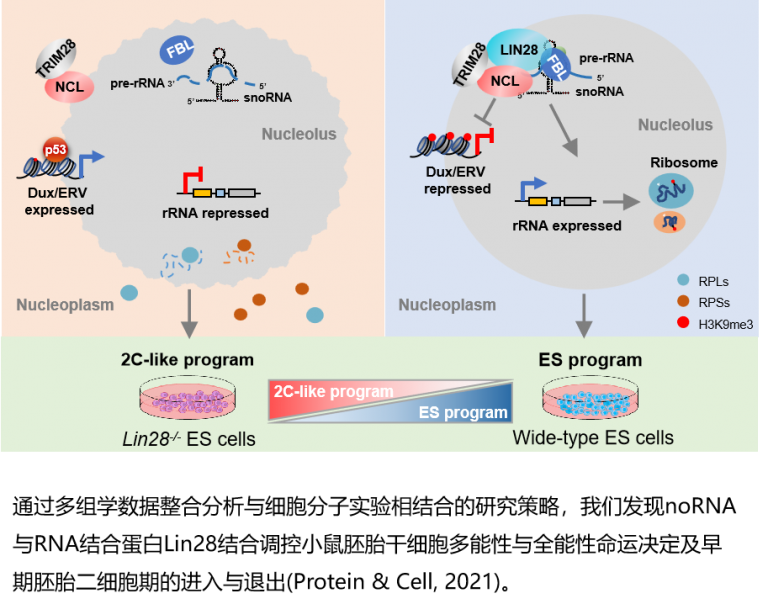 TRIM28
NCL
FBL
pre-rRNA 3'
5'
5'
snoRNA
Nucleolus
p53
Dux/ERV
expressed
rRNA repressed
Nucleoplasm
TRIM28
LIN28
NCL
FBL
pre-rRNA
5'
snoRNA
5'
Nucleolus
Dux/ERV
repressed
Ribosome
rRNA expressed
Nucleoplasm
RPLs
RPSs
H3K9me3
2C-like program
Lin28-/- ES cells
2C-like program
ES program
ES program
Wide-type ES cells
通过多组学数据整合分析与细胞分子实验相结合的研究策略，我们发现noRNA
与RNA结合蛋白Lin28结合调控小鼠胚胎干细胞多能性与全能性命运决定及早
期胚胎二细胞期的进入与退出(Protein & Cell, 2021)。